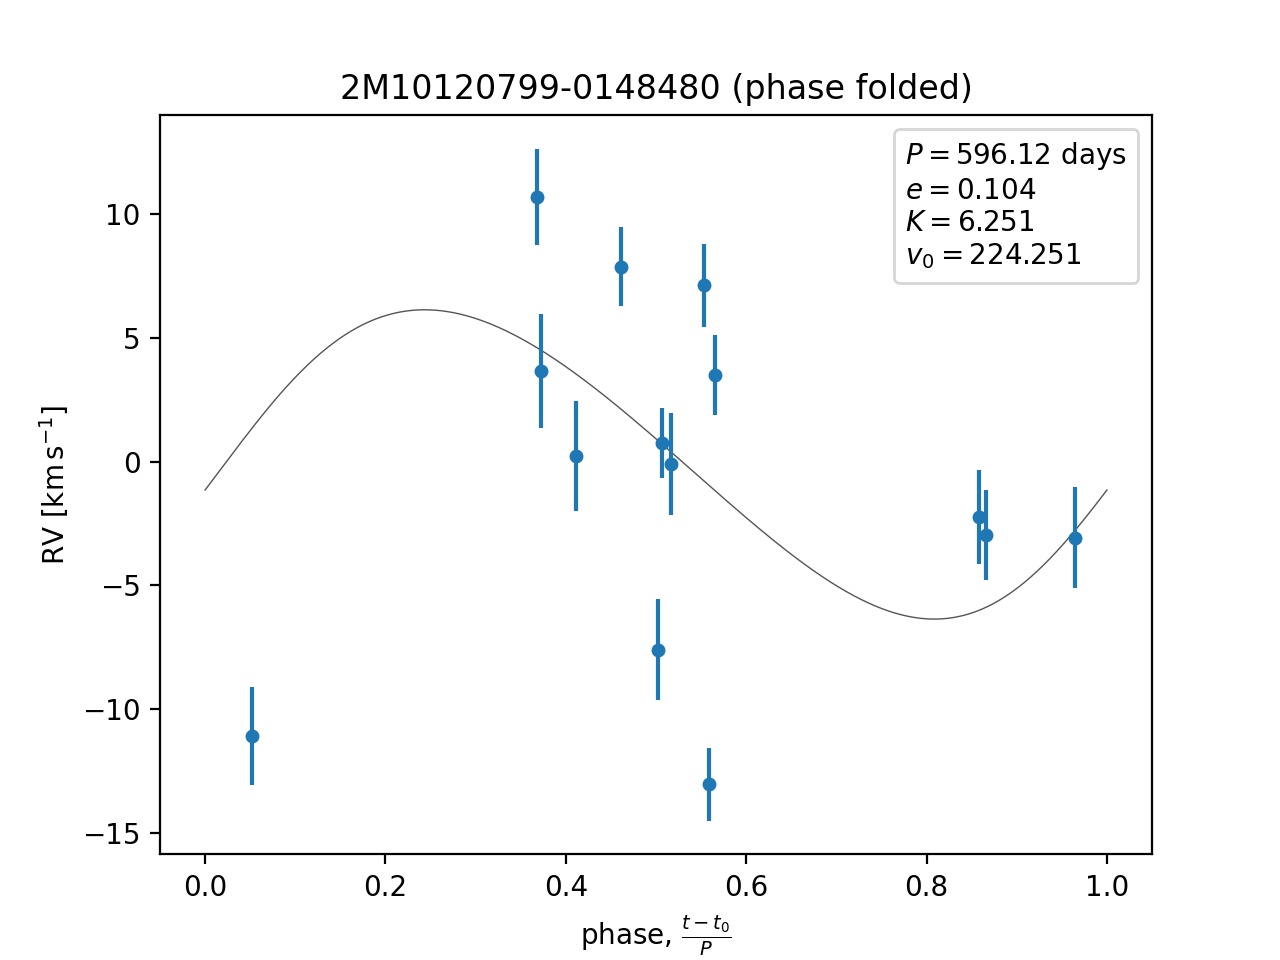 2M10120799-0148480 (phase folded)
P = 596.12 days
e = 0.104
K = 6.251
v₀ = 224.251
10
5
0
−5
−10
−15
RV [km s⁻¹]
0.0 0.2 0.4 0.6 0.8 1.0
phase, (t − t₀)/P